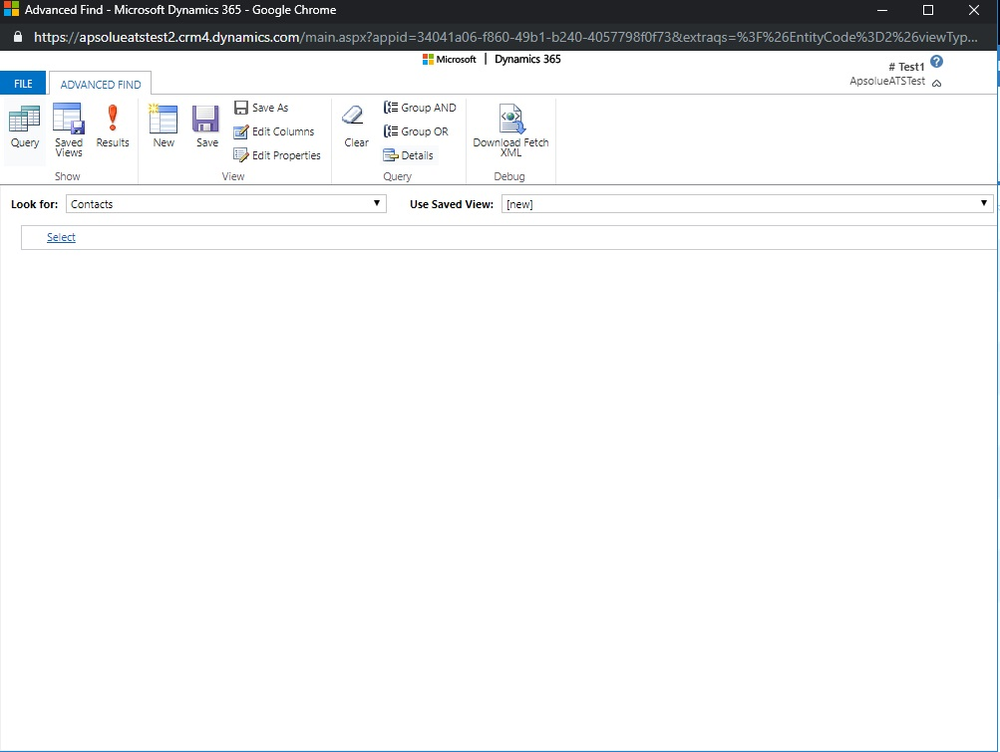 Advanced Find - Microsoft Dynamics 365 - Google Chrome
https://apsolueatstest2.crm4.dynamics.com/main.aspx?appid=34041a06-f860-49b1-b240-4057798f0f73&extraqs=%3F%26EntityCode%3D2%26viewTyp...
Microsoft | Dynamics 365
# Test1
ApsolueATSTest
FILE
ADVANCED FIND
Query
Saved Views
Results
Show
New
Save
Save As
Edit Columns
Edit Properties
View
Clear
Group AND
Group OR
Details
Query
Download Fetch XML
Debug
Look for:
Contacts
Use Saved View:
[new]
Select